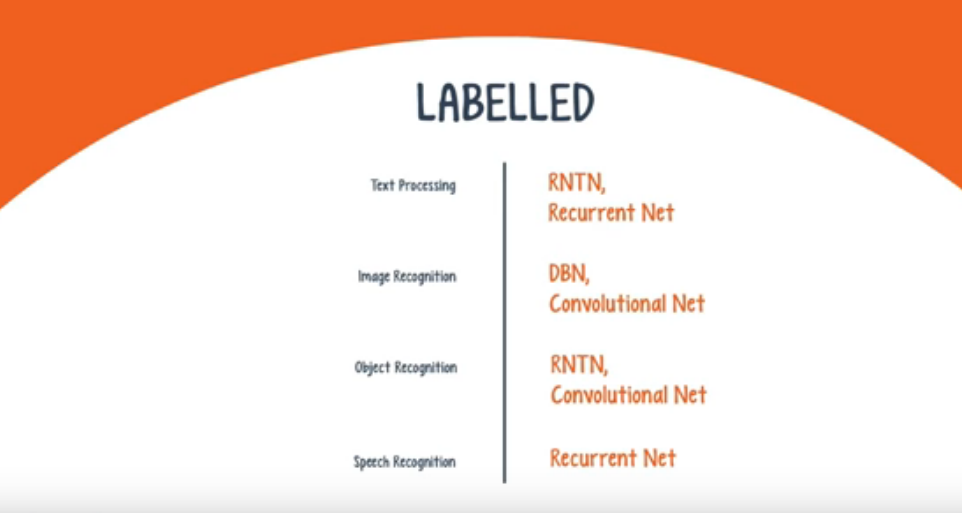 LABELLED
Text Processing
RNTN,
Recurrent Net
Image Recognition
DBN,
Convolutional Net
Object Recognition
RNTN,
Convolutional Net
Speech Recognition
Recurrent Net